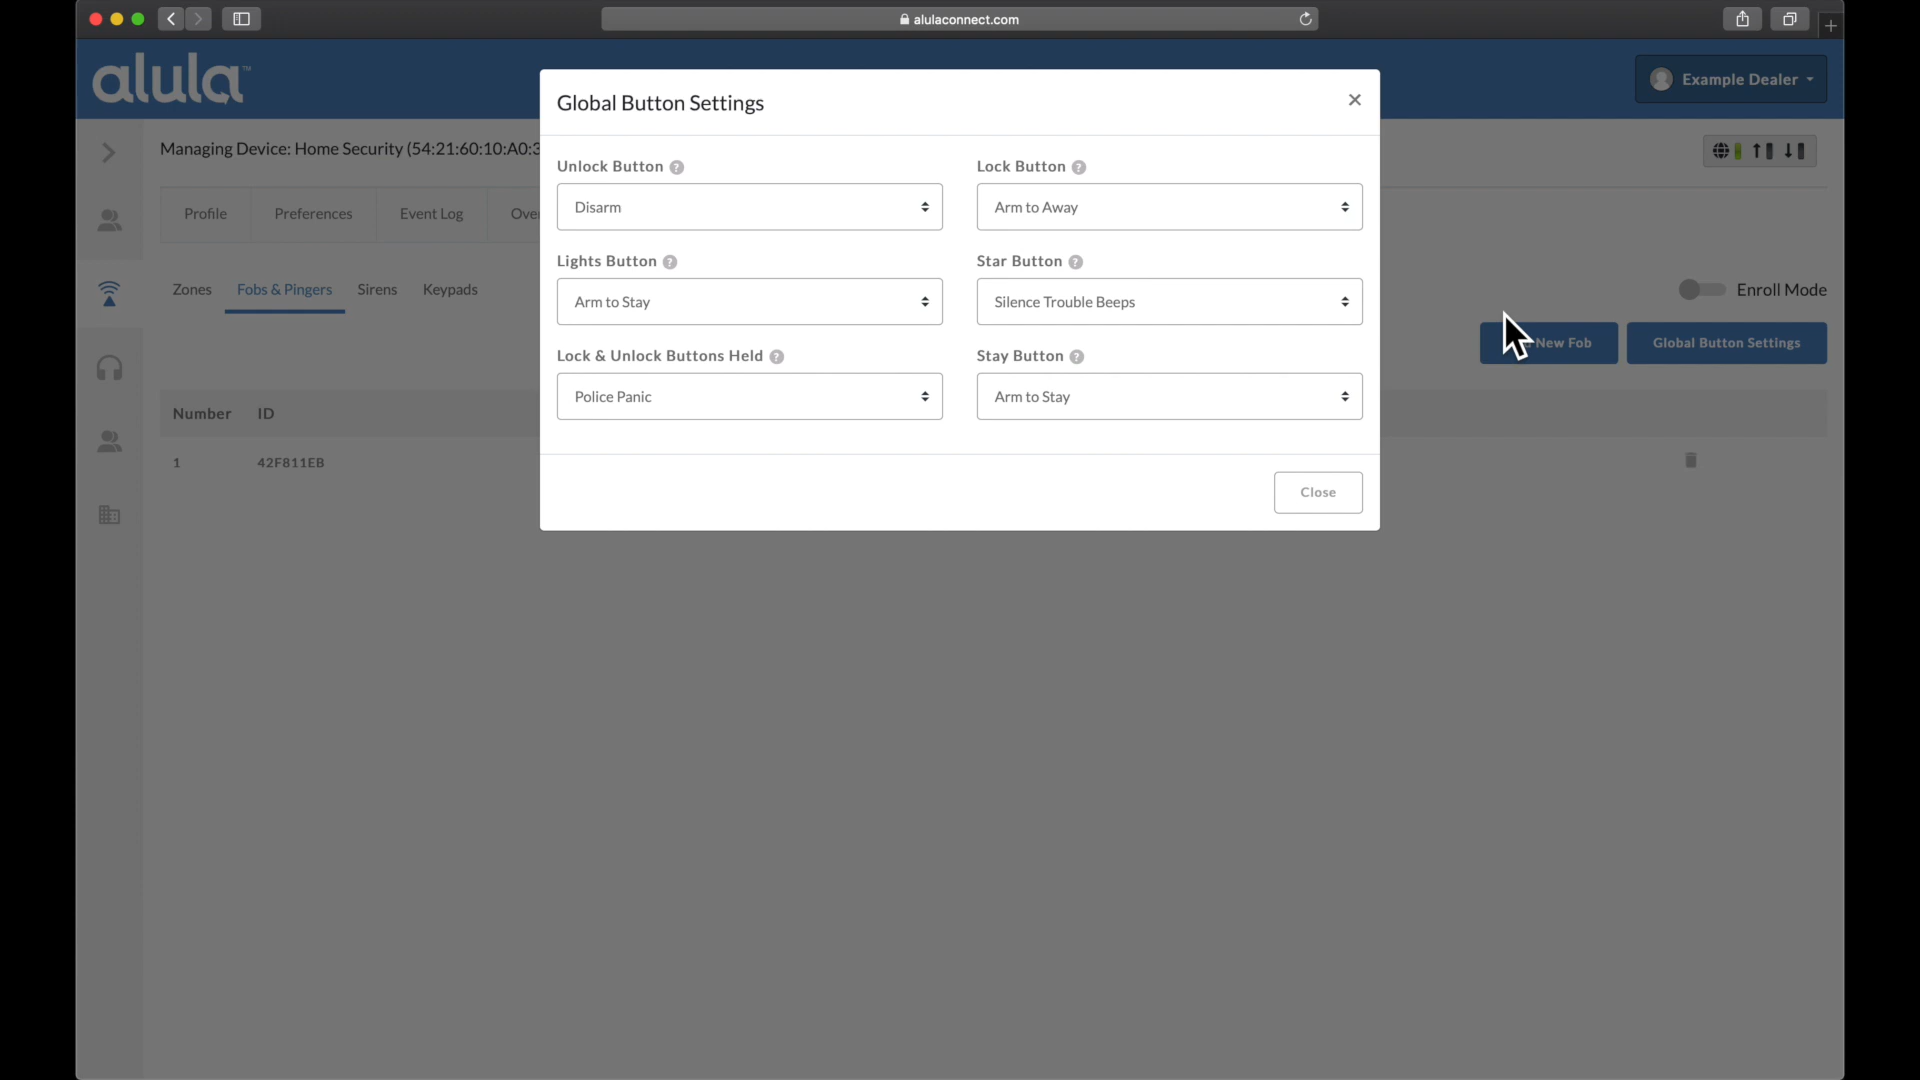 alulaconnect.com
alula™
Example Dealer
Global Button Settings
Managing Device: Home Security (54:21:60:10:A0:3
Unlock Button
Lock Button
Disarm
Arm to Away
Profile
Preferences
Event Log
Over
Lights Button
Star Button
Arm to Stay
Silence Trouble Beeps
Zones
Fobs & Pingers
Sirens
Keypads
Enroll Mode
New Fob
Global Button Settings
Lock & Unlock Buttons Held
Stay Button
Police Panic
Arm to Stay
Number
ID
1
42F811EB
Close